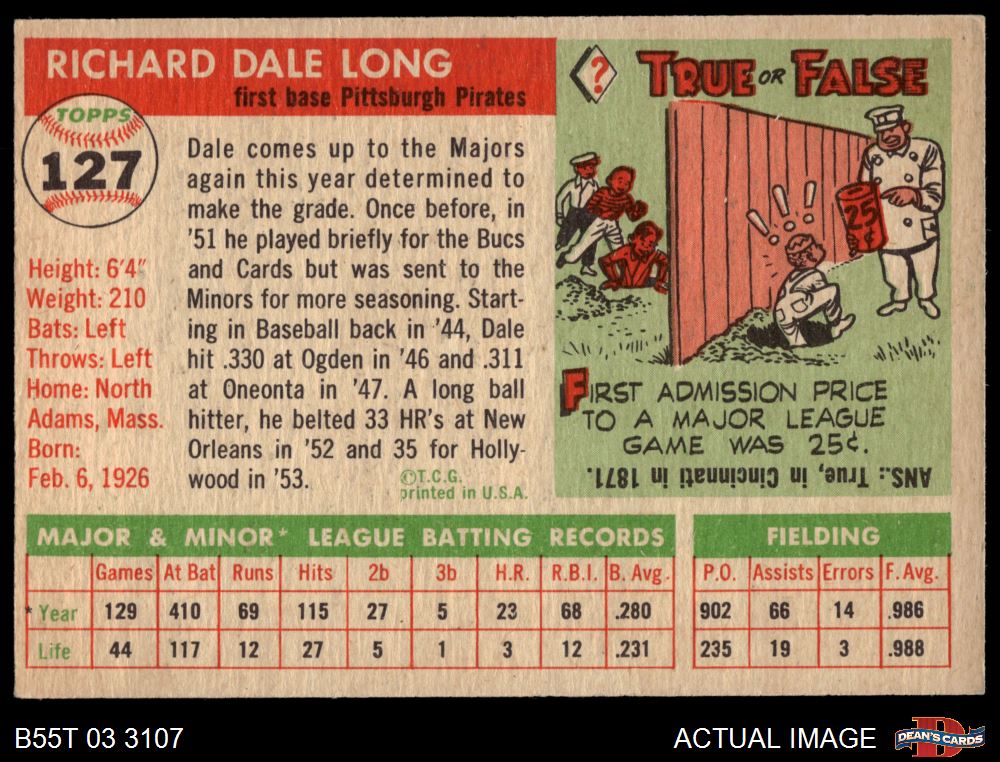 RICHARD DALE LONG
first base Pittsburgh Pirates
TOPPS
127
Dale comes up to the Majors
again this year determined to
make the grade. Once before, in
'51 he played briefly for the Bucs
and Cards but was sent to the
Minors for more seasoning. Start-
ing in Baseball back in '44, Dale
hit .330 at Ogden in '46 and .311
at Oneonta in '47. A long ball
hitter, he belted 33 HR's at New
Orleans in '52 and 35 for Holly-
wood in '53.
©T.C.G.
printed in U.S.A.
Height: 6'4"
Weight: 210
Bats: Left
Throws: Left
Home: North
Adams, Mass.
Born:
Feb. 6, 1926
?
TRUE OR FALSE
! ! !
25¢
FIRST ADMISSION PRICE
TO A MAJOR LEAGUE
GAME WAS 25¢.
ANS.: True, in Cincinnati in 1871.
MAJOR & MINOR* LEAGUE BATTING RECORDS
Games At Bat Runs Hits 2b 3b H.R. R.B.I. B. Avg.
* Year 129 410 69 115 27 5 23 68 .280
Life 44 117 12 27 5 1 3 12 .231
FIELDING
P.O. Assists Errors F. Avg.
902 66 14 .986
235 19 3 .988
B55T 03 3107
ACTUAL IMAGE
DEAN'S CARDS